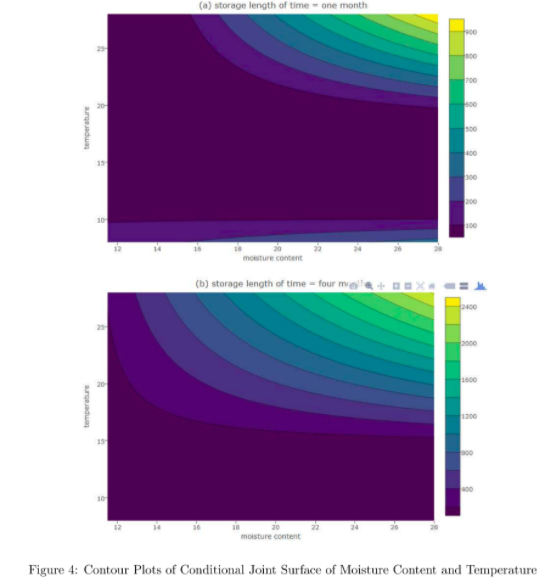 (a) storage length of time = one month
temperature
25
20
15
10
12 14 16 18 20 22 24 26 28
moisture content
900
800
700
600
500
400
300
200
100
(b) storage length of time = four
temperature
25
20
15
10
12 14 16 18 20 22 24 26 28
moisture content
2400
2000
1600
1200
800
400
Figure 4: Contour Plots of Conditional Joint Surface of Moisture Content and Temperature